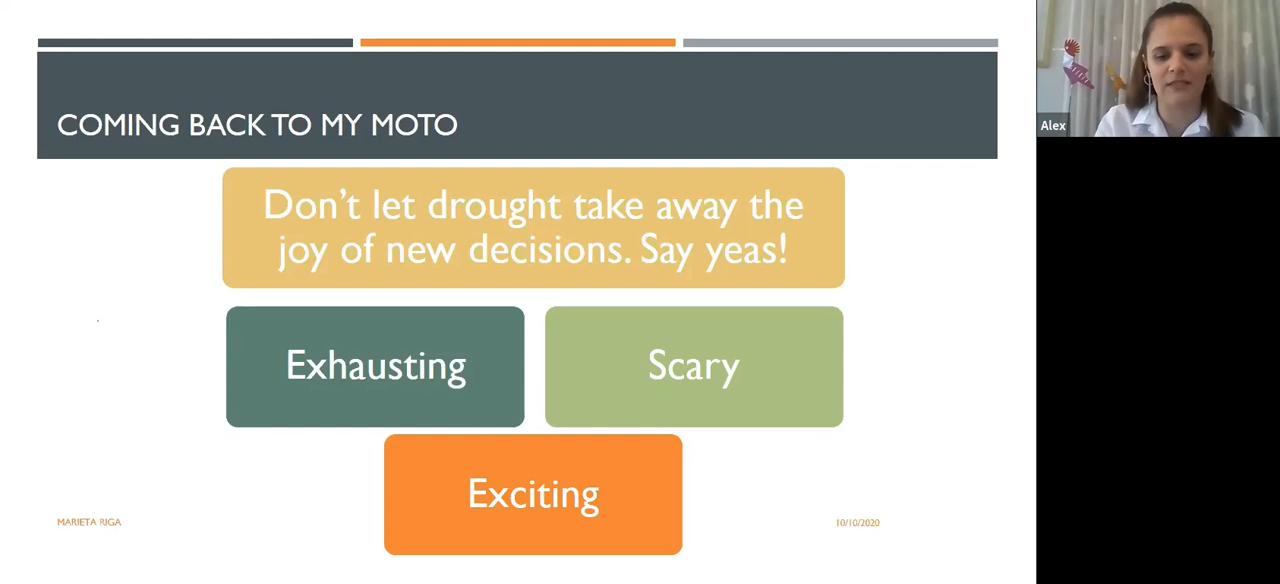 COMING BACK TO MY MOTO
Alex
Don't let drought take away the
joy of new decisions. Say yeas!
Exhausting
Scary
Exciting
MARIETA RIGA
10/10/2020